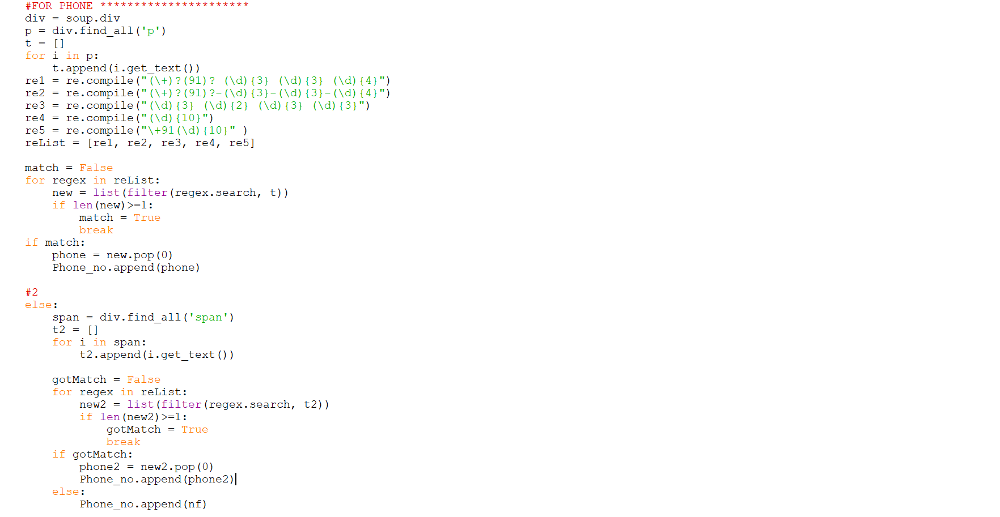 #FOR PHONE **********************
div = soup.div
p = div.find_all('p')
t = []
for i in p:
    t.append(i.get_text())
re1 = re.compile("(\+)?(91)? (\d){3} (\d){3} (\d){4}")
re2 = re.compile("(\+)?(91)?-(\d){3}-(\d){3}-(\d){4}")
re3 = re.compile("(\d){3} (\d){2} (\d){3} (\d){3}")
re4 = re.compile("(\d){10}")
re5 = re.compile("\+91(\d){10}" )
reList = [re1, re2, re3, re4, re5]

match = False
for regex in reList:
    new = list(filter(regex.search, t))
    if len(new)>=1:
        match = True
        break
if match:
    phone = new.pop(0)
    Phone_no.append(phone)

#2
else:
    span = div.find_all('span')
    t2 = []
    for i in span:
        t2.append(i.get_text())

    gotMatch = False
    for regex in reList:
        new2 = list(filter(regex.search, t2))
        if len(new2)>=1:
            gotMatch = True
            break
    if gotMatch:
        phone2 = new2.pop(0)
        Phone_no.append(phone2)
    else:
        Phone_no.append(nf)